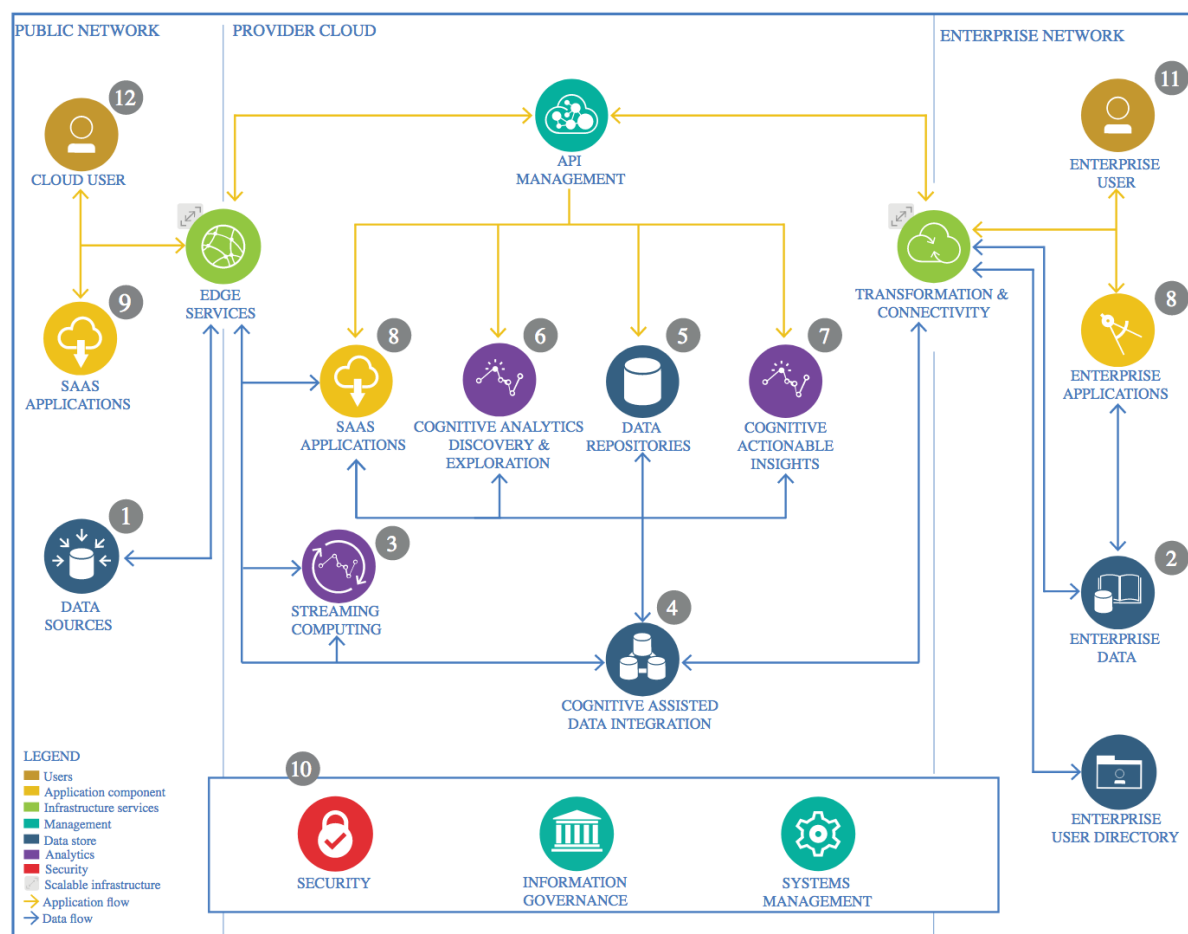 PUBLIC NETWORK
PROVIDER CLOUD
ENTERPRISE NETWORK
12
CLOUD USER
11
ENTERPRISE
USER
API
MANAGEMENT
EDGE
SERVICES
TRANSFORMATION &
CONNECTIVITY
9
SAAS
APPLICATIONS
8
SAAS
APPLICATIONS
6
COGNITIVE ANALYTICS
DISCOVERY &
EXPLORATION
5
DATA
REPOSITORIES
7
COGNITIVE
ACTIONABLE
INSIGHTS
8
ENTERPRISE
APPLICATIONS
1
DATA
SOURCES
3
STREAMING
COMPUTING
4
COGNITIVE ASSISTED
DATA INTEGRATION
2
ENTERPRISE
DATA
ENTERPRISE
USER DIRECTORY
10
SECURITY
INFORMATION
GOVERNANCE
SYSTEMS
MANAGEMENT
LEGEND
Users
Application component
Infrastructure services
Management
Data store
Analytics
Security
Scalable infrastructure
Application flow
Data flow